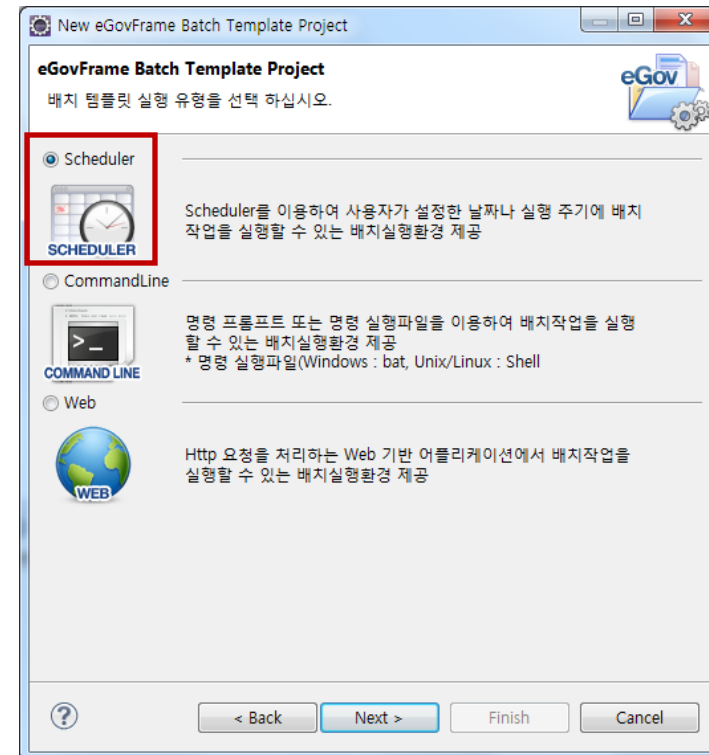 New eGovFrame Batch Template Project
eGovFrame Batch Template Project
배치 템플릿 실행 유형을 선택 하십시오.
eGov
Scheduler
SCHEDULER
Scheduler를 이용하여 사용자가 설정한 날짜나 실행 주기에 배치
작업을 실행할 수 있는 배치실행환경 제공
CommandLine
>_
COMMAND LINE
명령 프롬프트 또는 명령 실행파일을 이용하여 배치작업을 실행
할 수 있는 배치실행환경 제공
* 명령 실행파일(Windows : bat, Unix/Linux : Shell
Web
WEB
Http 요청을 처리하는 Web 기반 어플리케이션에서 배치작업을
실행할 수 있는 배치실행환경 제공
?
< Back
Next >
Finish
Cancel